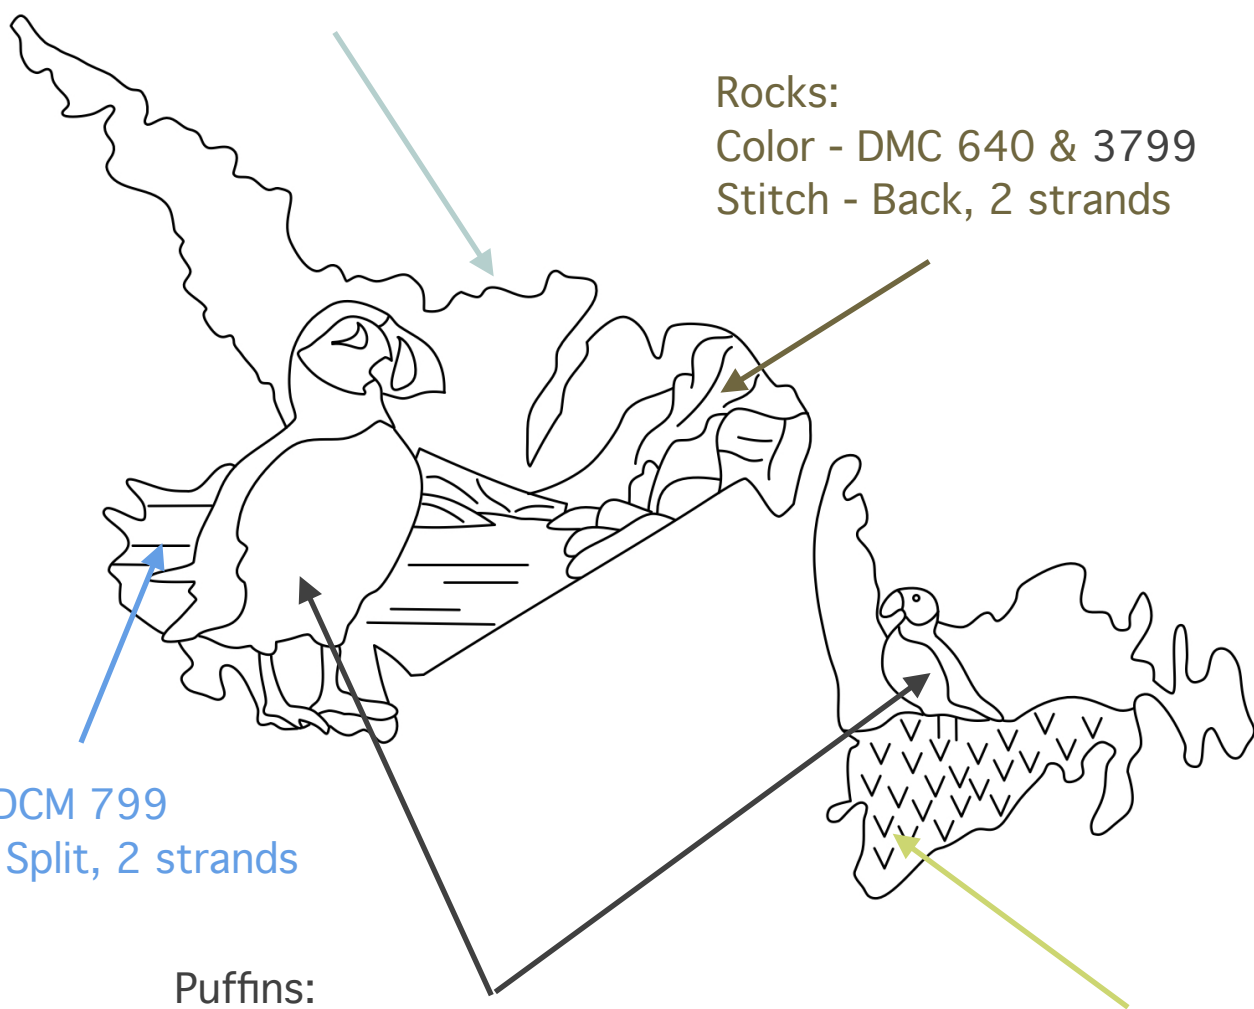 Rocks:
Color - DMC 640 & 3799
Stitch - Back, 2 strands
DCM 799
Split, 2 strands
Puffins: